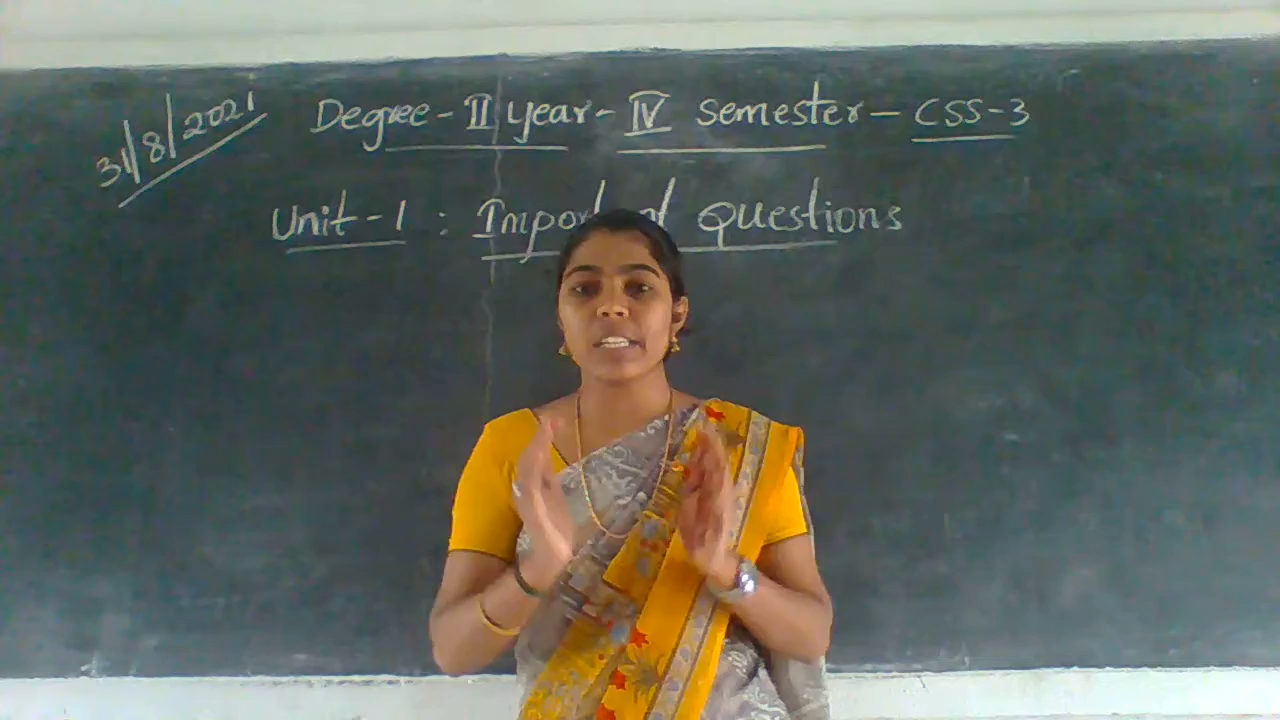 31/8/2021
Degree - II year - IV semester - CSS-3
Unit-1 : Questions